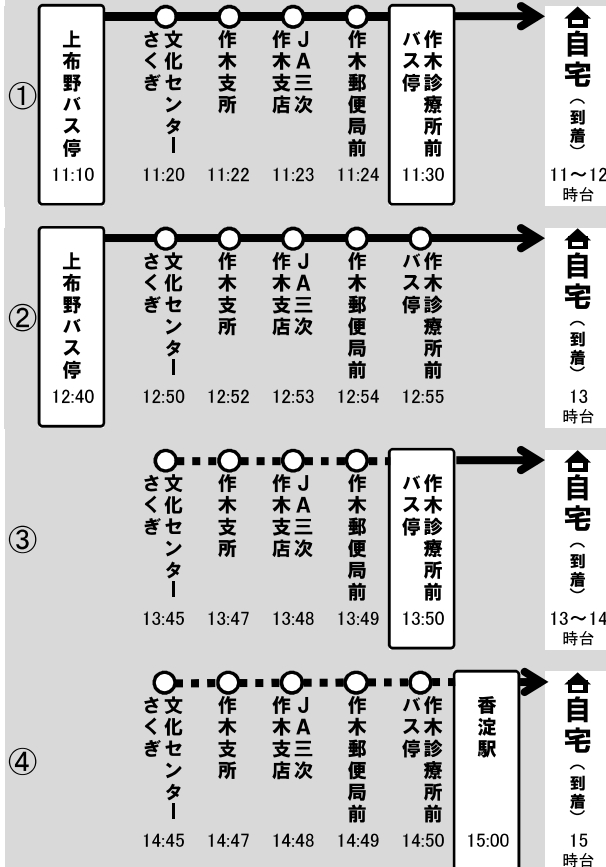 ①
上布野バス停
11:10
文化センター
さくぎ
11:20
作木支所
11:22
JA三次
作木支店
11:23
作木郵便局前
11:24
作木診療所前
バス停
11:30
自宅
（到着）
11～12
時台
②
上布野バス停
12:40
文化センター
さくぎ
12:50
作木支所
12:52
JA三次
作木支店
12:53
作木郵便局前
12:54
作木診療所前
バス停
12:55
自宅
（到着）
13
時台
③
文化センター
さくぎ
13:45
作木支所
13:47
JA三次
作木支店
13:48
作木郵便局前
13:49
作木診療所前
バス停
13:50
自宅
（到着）
13～14
時台
④
文化センター
さくぎ
14:45
作木支所
14:47
JA三次
作木支店
14:48
作木郵便局前
14:49
作木診療所前
バス停
14:50
香淀駅
15:00
自宅
（到着）
15
時台